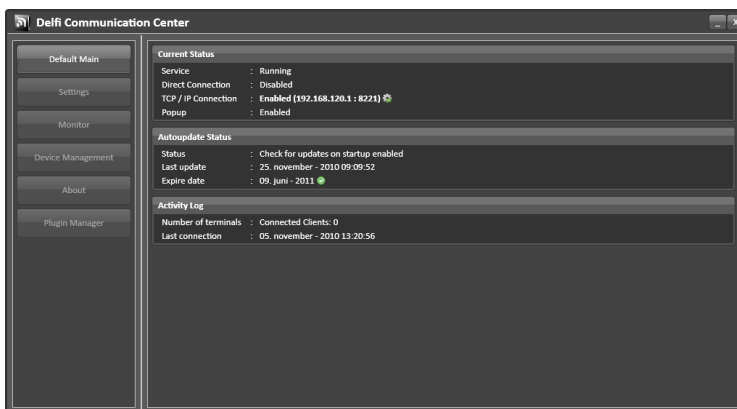 Delfi Communication Center
Default Main
Settings
Monitor
Device Management
About
Plugin Manager
Current Status
Service : Running
Direct Connection : Disabled
TCP / IP Connection : Enabled (192.168.120.1 : 8221)
Popup : Enabled
Autoupdate Status
Status : Check for updates on startup enabled
Last update : 25. november - 2010 09:09:52
Expire date : 09. juni - 2011
Activity Log
Number of terminals : Connected Clients: 0
Last connection : 05. november - 2010 13:20:56